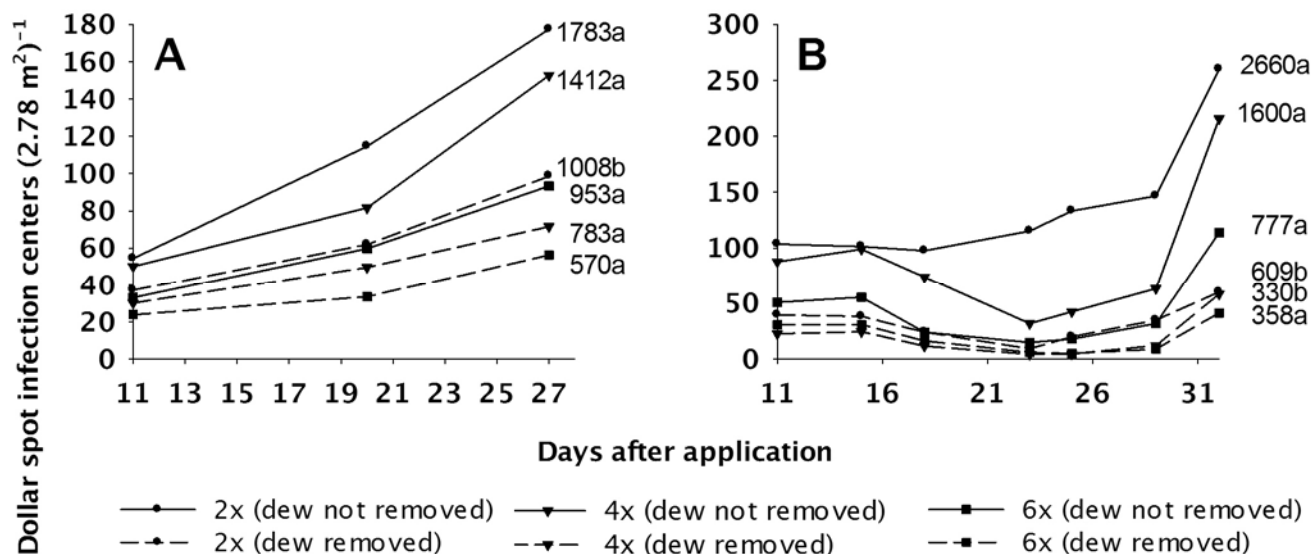 Dollar spot infection centers (2.78 m²)⁻¹
A
180
160
140
120
100
80
60
40
20
0
11 13 15 17 19 21 23 25 27
1783a
1412a
1008b
953a
783a
570a
B
300
250
200
150
100
50
0
11 16 21 26 31
2660a
1600a
777a
609b
330b
358a
Days after application
2x (dew not removed) 4x (dew not removed) 6x (dew not removed)
2x (dew removed) 4x (dew removed) 6x (dew removed)